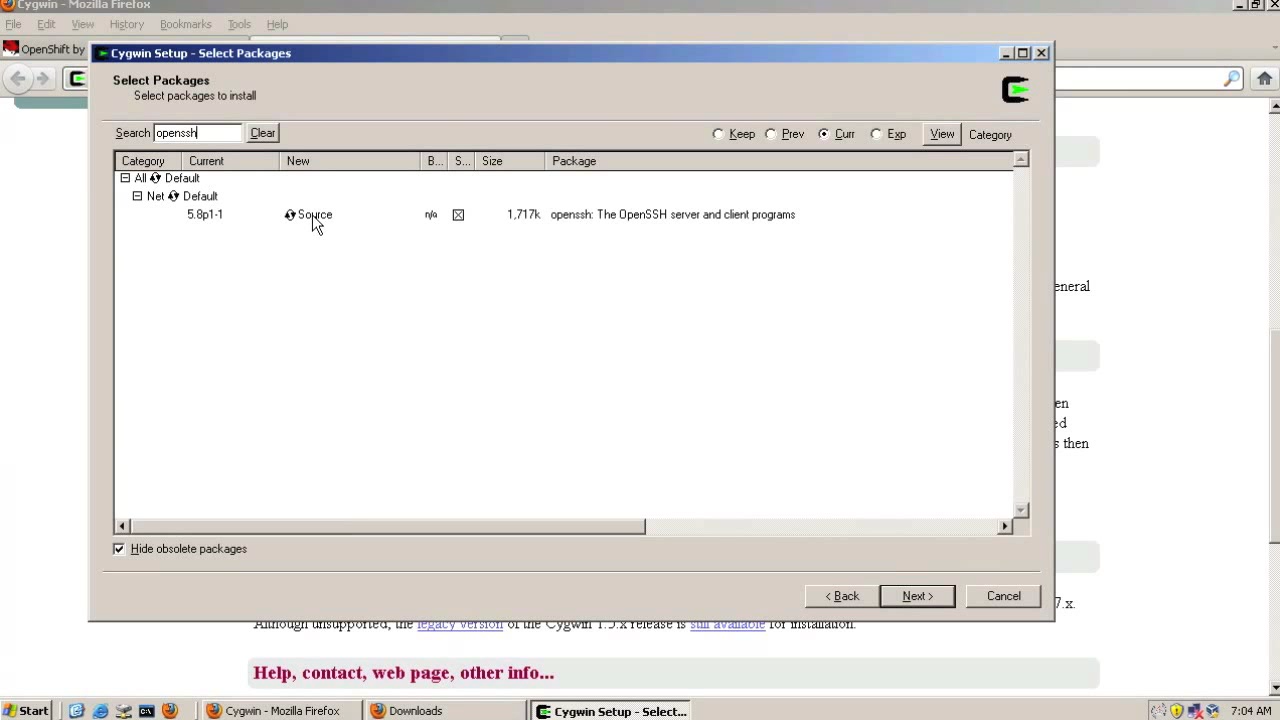 Cygwin - Mozilla Firefox
File Edit View History Bookmarks Tools Help
OpenShift by
Cygwin Setup - Select Packages
Select Packages
Select packages to install
Search openssh Clear Keep Prev Curr Exp View Category
Category Current New B... S... Size Package
All Default
Net Default
5.8p1-1 Source n/a 1,717k openssh: The OpenSSH server and client programs
eneral
en
ed
s then
Hide obsolete packages
< Back Next > Cancel
7.x.
Although unsupported, the legacy version of the Cygwin 1.5.x release is still available for installation.
Help, contact, web page, other info...
Start Cygwin - Mozilla Firefox Downloads Cygwin Setup - Select... 7:04 AM